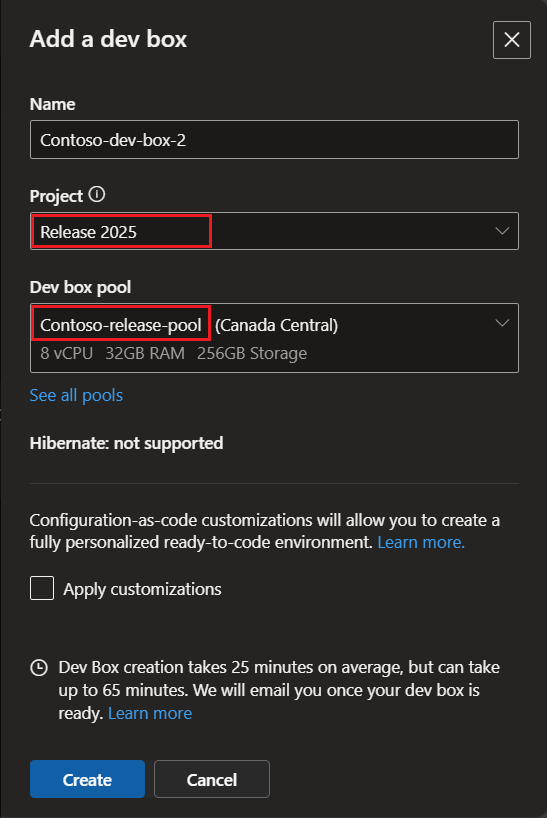 Add a dev box
Name
Contoso-dev-box-2
Project
Release 2025
Dev box pool
Contoso-release-pool (Canada Central)
8 vCPU 32GB RAM 256GB Storage
See all pools
Hibernate: not supported
Configuration-as-code customizations will allow you to create a
fully personalized ready-to-code environment. Learn more.
Apply customizations
Dev Box creation takes 25 minutes on average, but can take
up to 65 minutes. We will email you once your dev box is
ready. Learn more
Create Cancel